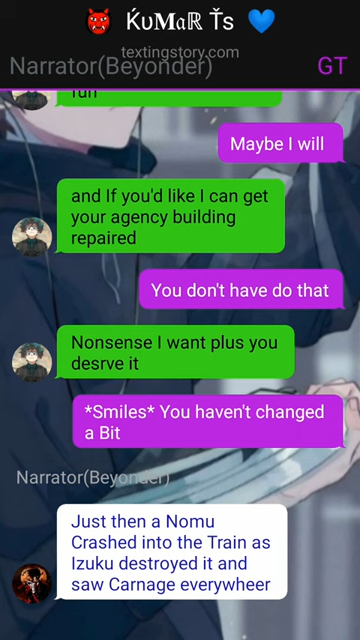 👹 ḰυMαℝ Ťs 💙
textingstory.com
Narrator(Beyonder) GT
fun
Maybe I will
and If you'd like I can get
your agency building
repaired
You don't have do that
Nonsense I want plus you
desrve it
*Smiles* You haven't changed
a Bit
Narrator(Beyonder)
Just then a Nomu
Crashed into the Train as
Izuku destroyed it and
saw Carnage everywheer